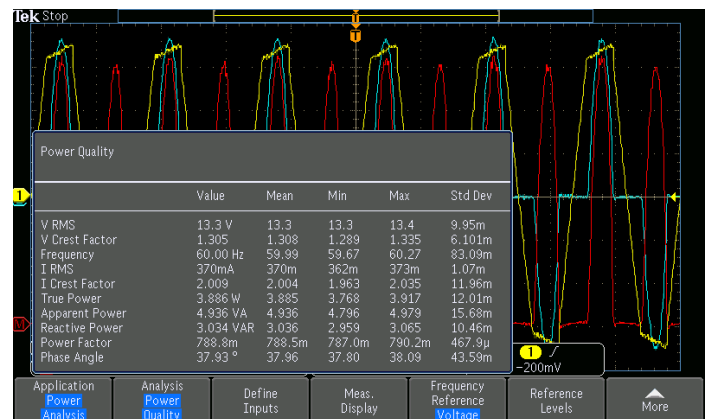 Tek Stop
T
T
Power Quality
Value Mean Min Max Std Dev
V RMS 13.3 V 13.3 13.3 13.4 9.95m
V Crest Factor 1.305 1.308 1.289 1.335 6.101m
Frequency 60.00 Hz 59.99 59.67 60.27 83.09m
I RMS 370mA 370m 362m 373m 1.07m
I Crest Factor 2.009 2.004 1.963 2.035 11.96m
True Power 3.886 W 3.885 3.768 3.917 12.01m
Apparent Power 4.936 VA 4.936 4.796 4.979 15.68m
Reactive Power 3.034 VAR 3.036 2.959 3.065 10.46m
Power Factor 788.8m 788.5m 787.0m 790.2m 467.9µ
Phase Angle 37.93 ° 37.96 37.80 38.09 43.59m
1
M
1
-200mV
Application
Power
Analysis
Analysis
Power
Quality
Define
Inputs
Meas.
Display
Frequency
Reference
Voltage
Reference
Levels
More